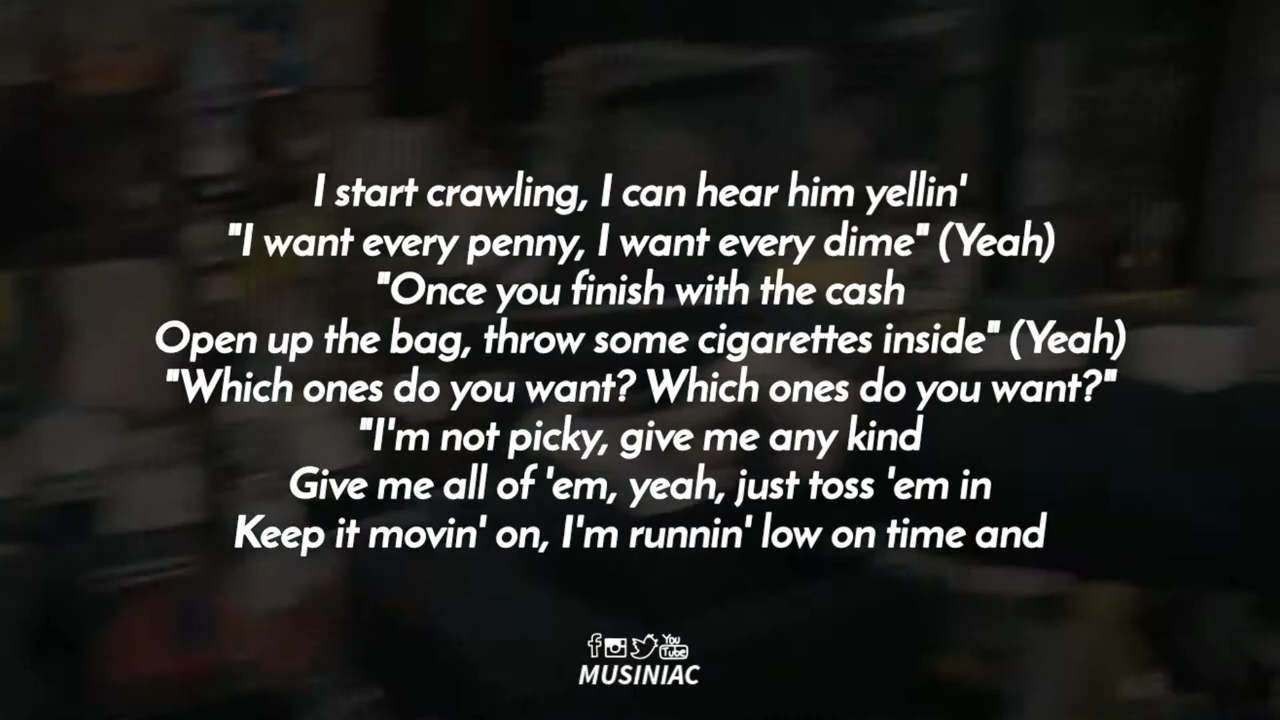 I start crawling, I can hear him yellin'
"I want every penny, I want every dime" (Yeah)
"Once you finish with the cash
Open up the bag, throw some cigarettes inside" (Yeah)
"Which ones do you want? Which ones do you want?"
"I'm not picky, give me any kind
Give me all of 'em, yeah, just toss 'em in
Keep it movin' on, I'm runnin' low on time and
You
Tube
MUSINIAC